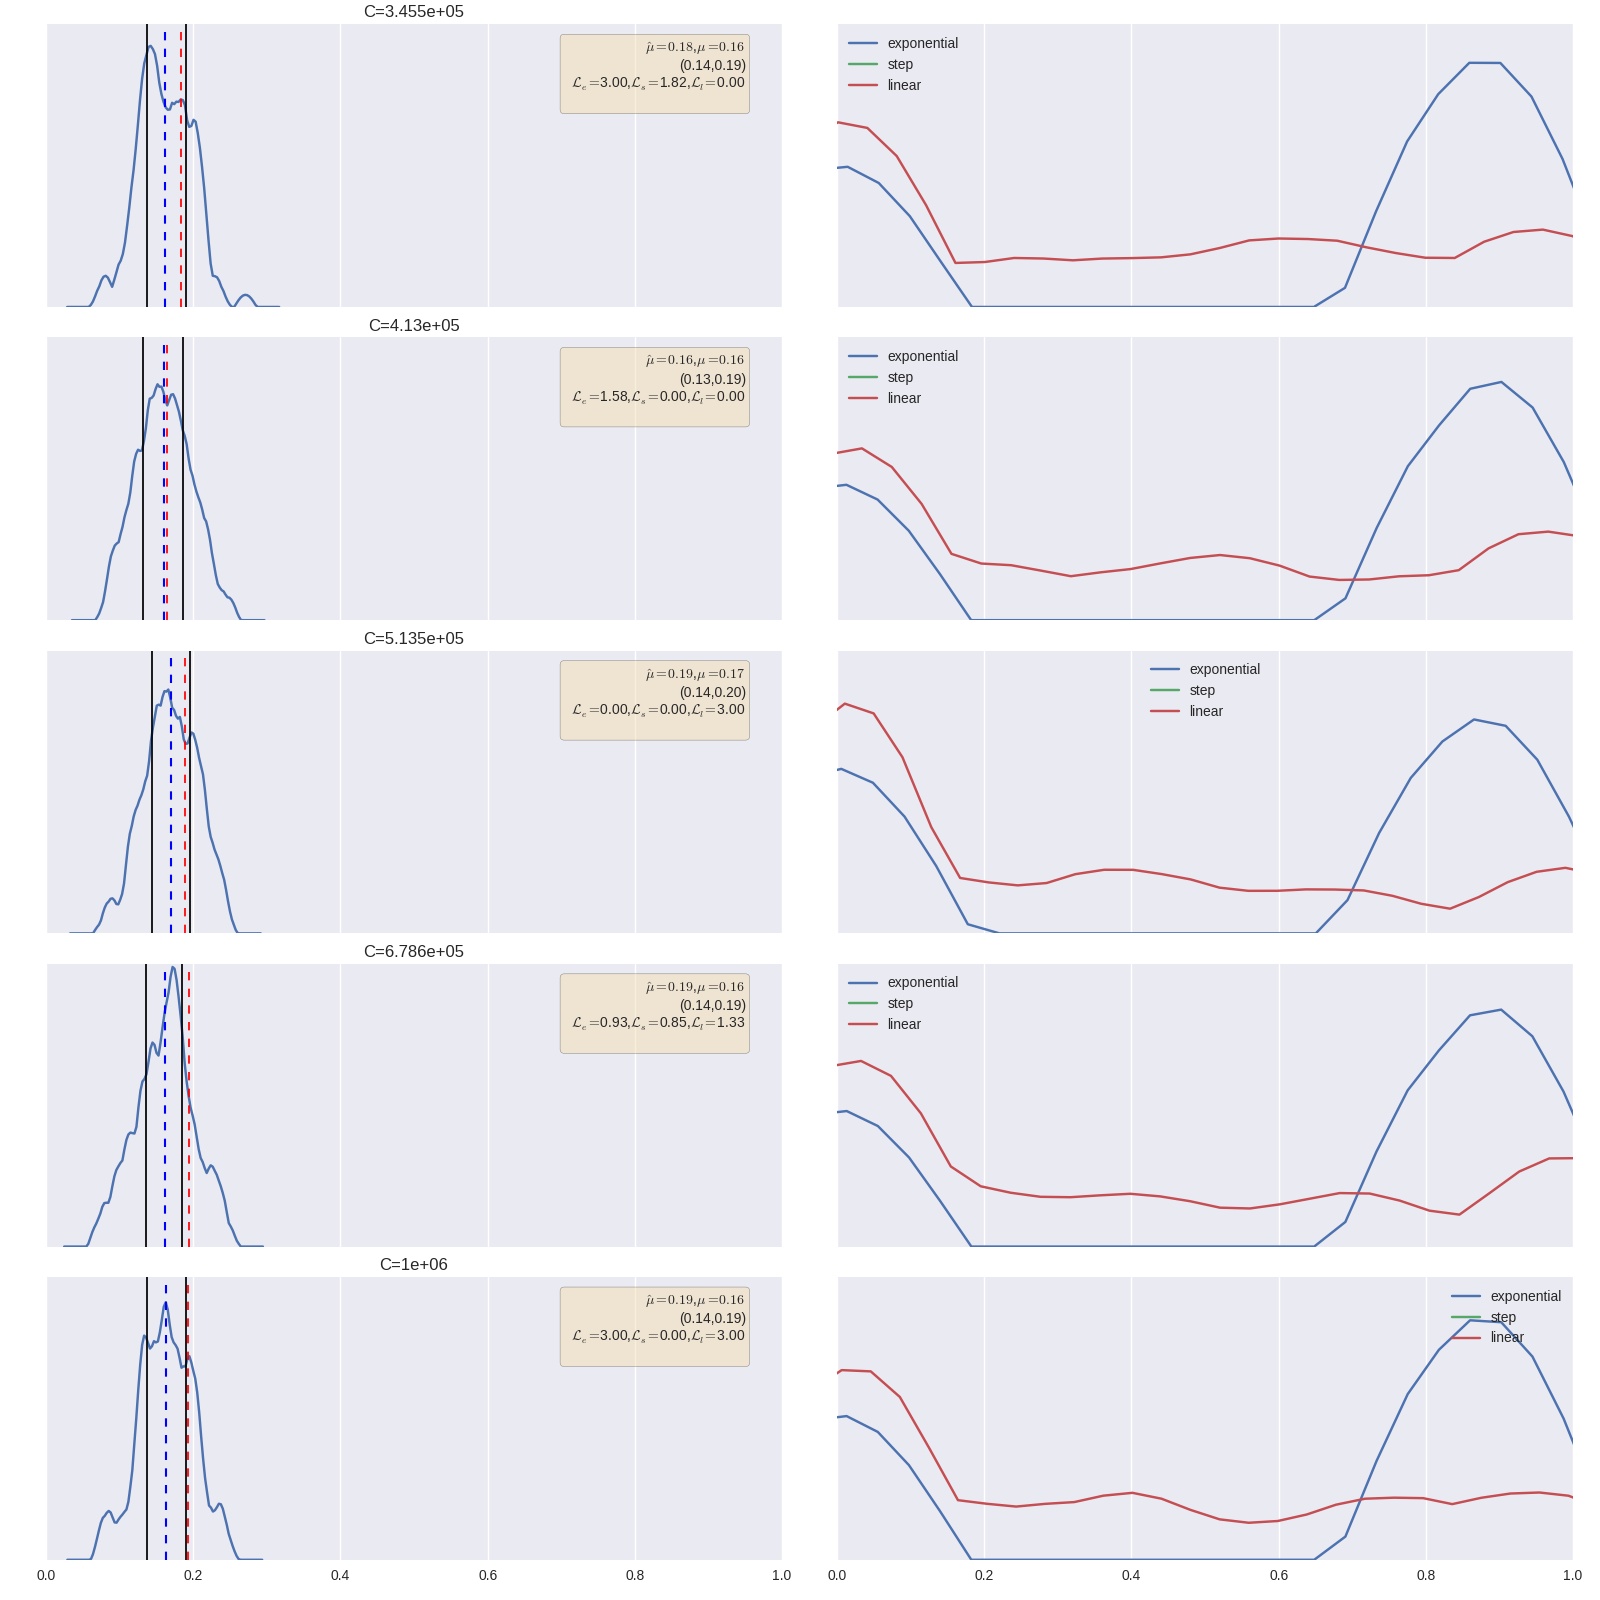 C=3.455e+05
μ̂=0.18,μ=0.16
(0.14,0.19)
ℒₑ=3.00,ℒₛ=1.82,ℒₗ=0.00
exponential
step
linear
C=4.13e+05
μ̂=0.16,μ=0.16
(0.13,0.19)
ℒₑ=1.58,ℒₛ=0.00,ℒₗ=0.00
exponential
step
linear
C=5.135e+05
μ̂=0.19,μ=0.17
(0.14,0.20)
ℒₑ=0.00,ℒₛ=0.00,ℒₗ=3.00
exponential
step
linear
C=6.786e+05
μ̂=0.19,μ=0.16
(0.14,0.19)
ℒₑ=0.93,ℒₛ=0.85,ℒₗ=1.33
exponential
step
linear
C=1e+06
μ̂=0.19,μ=0.16
(0.14,0.19)
ℒₑ=3.00,ℒₛ=0.00,ℒₗ=3.00
exponential
step
linear
0.0 0.2 0.4 0.6 0.8 1.0
0.0 0.2 0.4 0.6 0.8 1.0